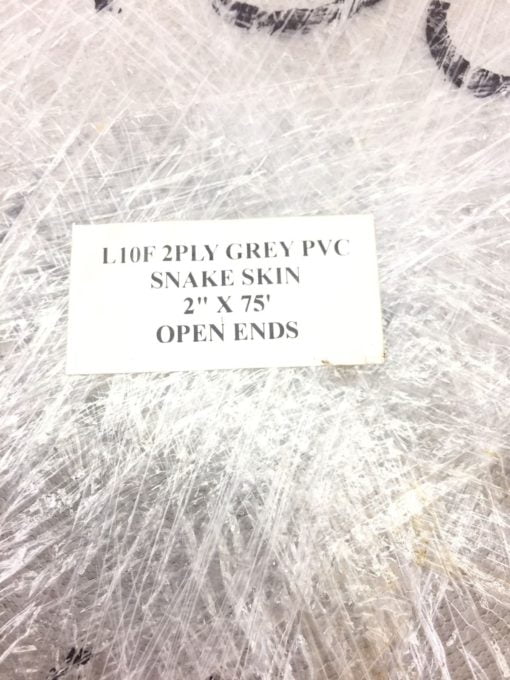 L10F 2PLY GREY PVC
SNAKE SKIN
2" X 75'
OPEN ENDS